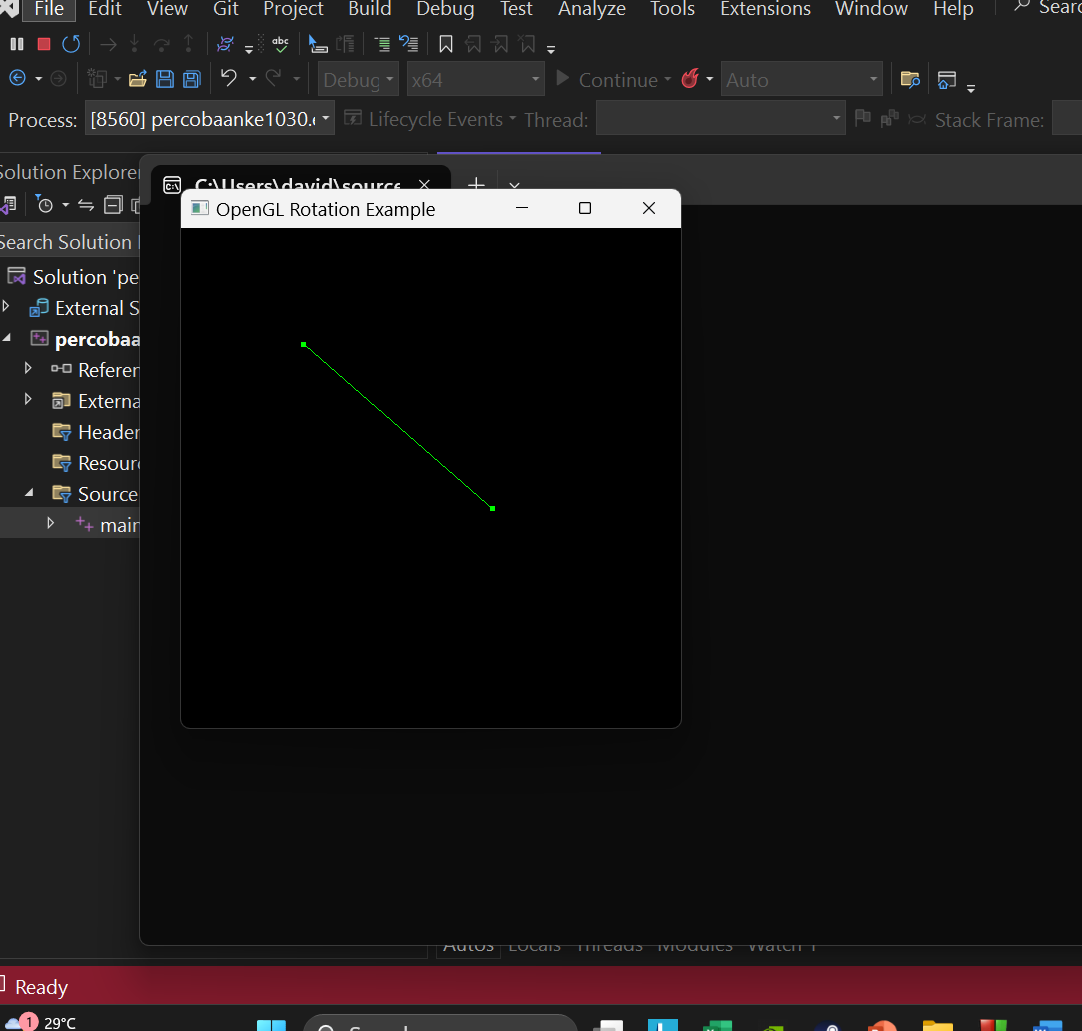 File Edit View Git Project Build Debug Test Analyze Tools Extensions Window Help
abc
Debug x64 Continue Auto
Process: [8560] percobaanke1030. Lifecycle Events Thread: Stack Frame:
Solution Explorer
C:\Users\david\source
OpenGL Rotation Example
Search Solution
Solution 'pe
External S
percobaa
Referen
Externa
Header
Resour
Source
main
Autos Locals Threads Modules Watch 1
Ready
1 29°C